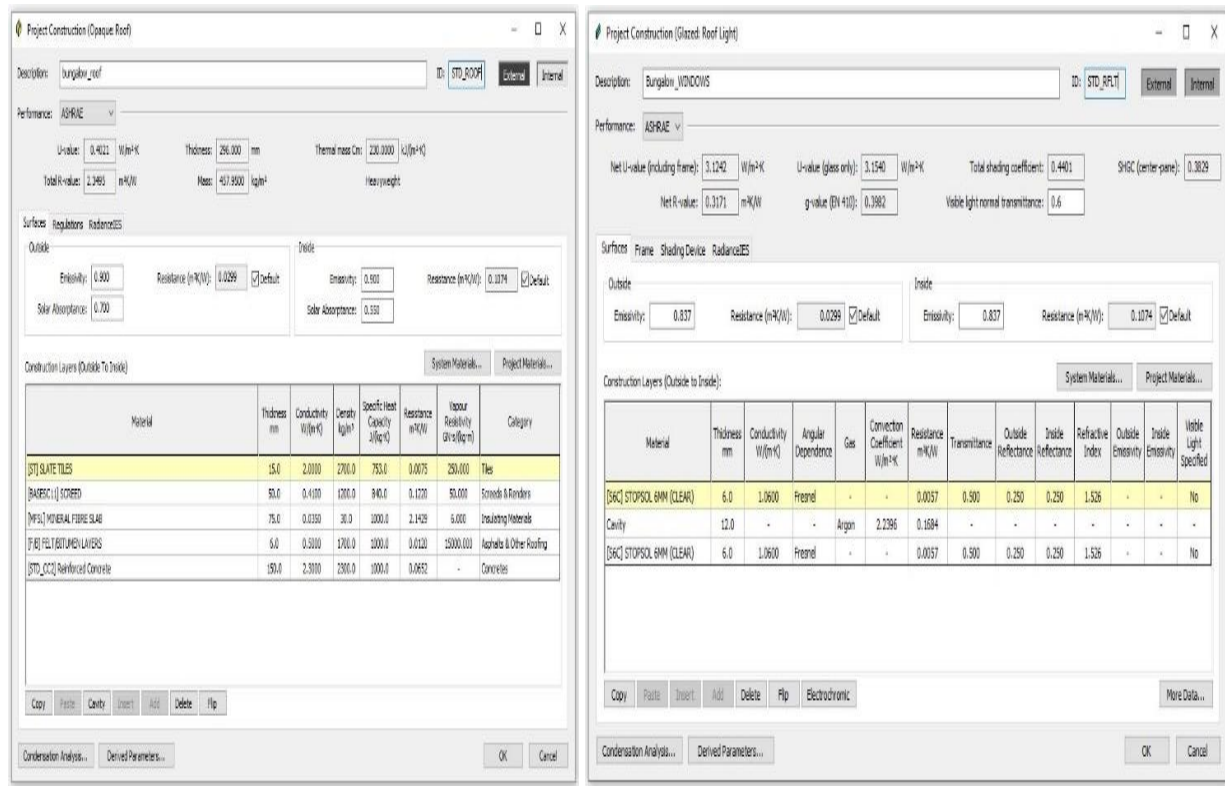 Project Construction (Opaque: Roof)
Description: bungalow_roof ID: STD_ROOF External Internal
Performance: ASHRAE
U-value: 0.4021 W/m²·K Thickness: 296.000 mm Thermal mass Cm: 230.0000 kJ/(m²·K)
Total R-value: 2.3495 m²K/W Mass: 457.9500 kg/m² Heavyweight
Surfaces Regulations RadianceIES
Outside Inside
Emissivity: 0.900 Resistance (m²K/W): 0.0299 Default Emissivity: 0.900 Resistance (m²K/W): 0.1074 Default
Solar Absorptance: 0.700 Solar Absorptance: 0.550
System Materials... Project Materials...
Construction Layers (Outside To Inside)
Material Thickness mm Conductivity W/(m·K) Density kg/m³ Specific Heat Capacity J/(kg·K) Resistance m²K/W Vapour Resistivity GN·s/(kg·m) Category
[ST] SLATE TILES 15.0 2.0000 2700.0 753.0 0.0075 250.000 Tiles
SCREED 50.0 0.4100 1200.0 840.0 0.1220 50.000 Screeds & Renders
MINERAL FIBRE SLAB 75.0 0.0350 30.0 1000.0 2.1429 6.000 Insulating Materials
[F/B] FELT/BITUMEN LAYERS 6.0 0.5000 1700.0 1000.0 0.0120 15000.000 Asphalts & Other Roofing
[STD_CC2] Reinforced Concrete 150.0 2.3000 2300.0 1000.0 0.0652 - Concretes
Copy Paste Cavity Insert Add Delete Flip
Condensation Analysis... Derived Parameters... OK Cancel
Project Construction (Glazed: Roof Light)
Description: Bungalow_WINDOWS ID: STD_RFLT External Internal
Performance: ASHRAE
Net U-value (including frame): 3.1242 W/m²·K U-value (glass only): 3.1540 W/m²·K Total shading coefficient: 0.4401 SHGC (center-pane): 0.3829
Net R-value: 0.3171 m²K/W g-value (EN 410): 0.3982 Visible light normal transmittance: 0.6
Surfaces Frame Shading Device RadianceIES
Outside Inside
Emissivity: 0.837 Resistance (m²K/W): 0.0299 Default Emissivity: 0.837 Resistance (m²K/W): 0.1074 Default
System Materials... Project Materials...
Construction Layers (Outside to Inside):
Material Thickness mm Conductivity W/(m·K) Angular Dependence Gas Convection Coefficient W/m²·K Resistance m²K/W Transmittance Outside Reflectance Inside Reflectance Refractive Index Outside Emissivity Inside Emissivity Visible Light Specified
[S6C] STOPSOL 6MM (CLEAR) 6.0 1.0600 Fresnel - - 0.0057 0.500 0.250 0.250 1.526 - - No
Cavity 12.0 - - Argon 2.2396 0.1684 - - - - - - -
[S6C] STOPSOL 6MM (CLEAR) 6.0 1.0600 Fresnel - - 0.0057 0.500 0.250 0.250 1.526 - - No
Copy Paste Insert Add Delete Flip Electrochromic More Data...
Condensation Analysis... Derived Parameters... OK Cancel